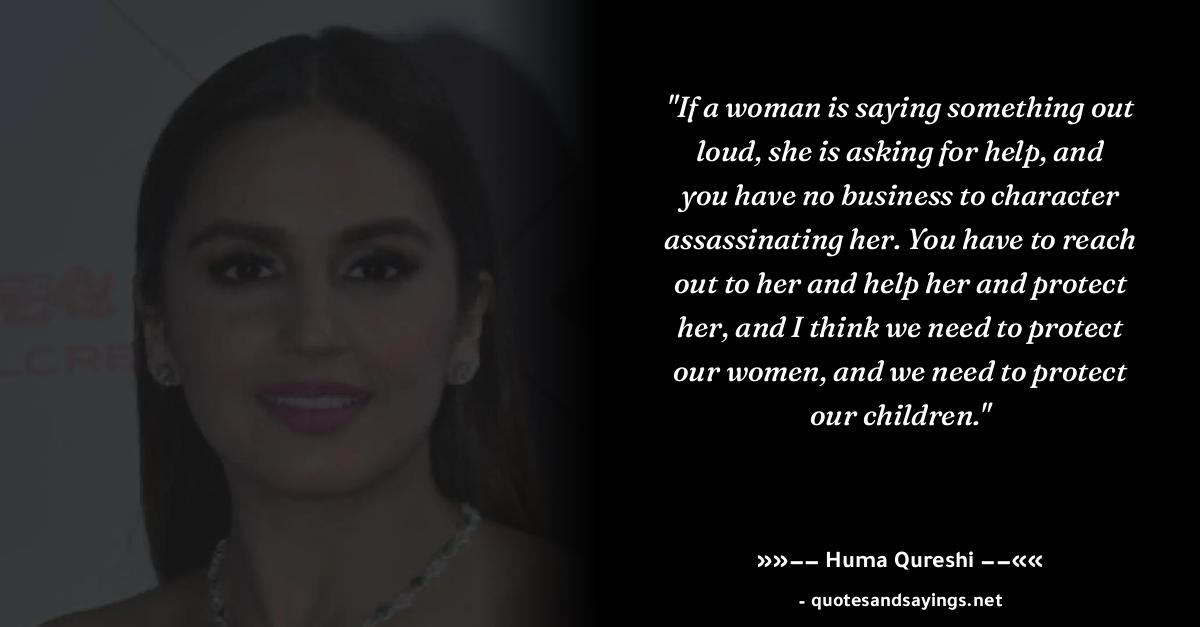 "If a woman is saying something out
loud, she is asking for help, and
you have no business to character
assassinating her. You have to reach
out to her and help her and protect
her, and I think we need to protect
our women, and we need to protect
our children."
»»−− Huma Qureshi −−««
- quotesandsayings.net
LCRE